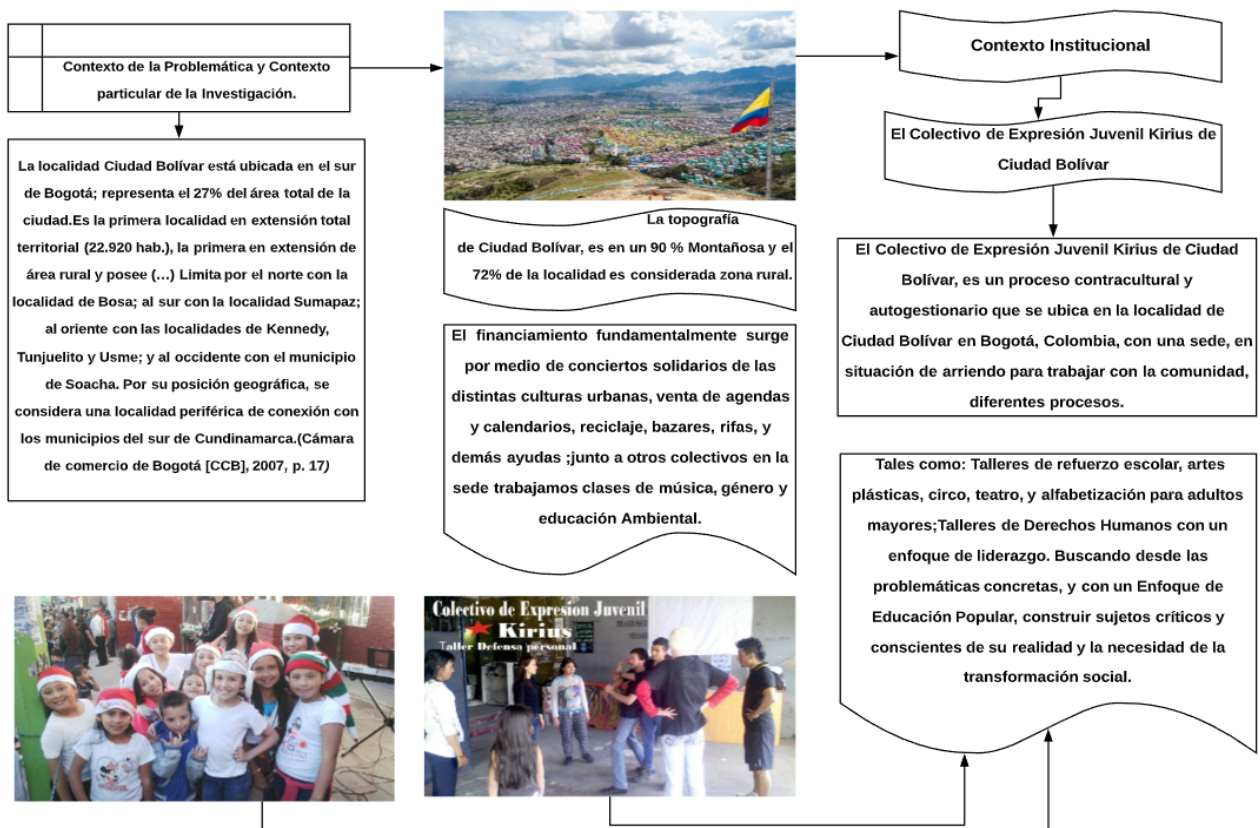 Contexto de la Problemática y Contexto
particular de la Investigación.
La localidad Ciudad Bolívar está ubicada en el sur
de Bogotá; representa el 27% del área total de la
ciudad.Es la primera localidad en extensión total
territorial (22.920 hab.), la primera en extensión de
área rural y posee (...) Limita por el norte con la
localidad de Bosa; al sur con la localidad Sumapaz;
al oriente con las localidades de Kennedy,
Tunjuelito y Usme; y al occidente con el municipio
de Soacha. Por su posición geográfica, se
considera una localidad periférica de conexión con
los municipios del sur de Cundinamarca.(Cámara
de comercio de Bogotá [CCB], 2007, p. 17)
La topografía
de Ciudad Bolívar, es en un 90 % Montañosa y el
72% de la localidad es considerada zona rural.
El financiamiento fundamentalmente surge
por medio de conciertos solidarios de las
distintas culturas urbanas, venta de agendas
y calendarios, reciclaje, bazares, rifas, y
demás ayudas ;junto a otros colectivos en la
sede trabajamos clases de música, género y
educación Ambiental.
Contexto Institucional
El Colectivo de Expresión Juvenil Kirius de
Ciudad Bolívar
El Colectivo de Expresión Juvenil Kirius de Ciudad
Bolívar, es un proceso contracultural y
autogestionario que se ubica en la localidad de
Ciudad Bolívar en Bogotá, Colombia, con una sede, en
situación de arriendo para trabajar con la comunidad,
diferentes procesos.
Tales como: Talleres de refuerzo escolar, artes
plásticas, circo, teatro, y alfabetización para adultos
mayores;Talleres de Derechos Humanos con un
enfoque de liderazgo. Buscando desde las
problemáticas concretas, y con un Enfoque de
Educación Popular, construir sujetos críticos y
conscientes de su realidad y la necesidad de la
transformación social.
Colectivo de Expresion Juvenil
Kirius
Taller Defensa personal